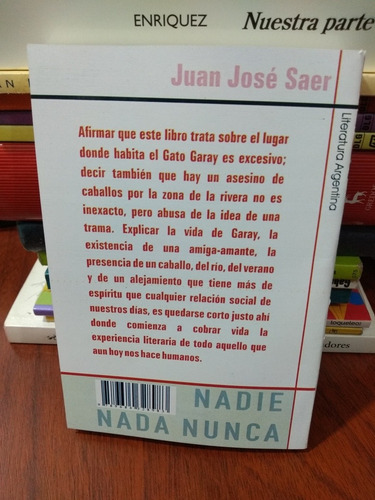 ENRIQUEZ Nuestra parte
Juan José Saer
Literatura Argentina
Afirmar que este libro trata sobre el lugar
donde habita el Gato Garay es excesivo;
decir también que hay un asesino de
caballos por la zona de la rivera no es
inexacto, pero abusa de la idea de una
trama. Explicar la vida de Garay, la
existencia de una amiga-amante, la
presencia de un caballo, del río, del verano
y de un alejamiento que tiene más de
espíritu que cualquier relación social de
nuestros días, es quedarse corto justo ahí
donde comienza a cobrar vida la
experiencia literaria de todo aquello que
aun hoy nos hace humanos.
NADIE
NADA NUNCA